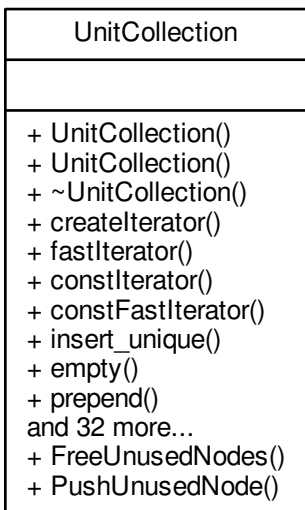 UnitCollection
+ UnitCollection()
+ UnitCollection()
+ ~UnitCollection()
+ createIterator()
+ fastIterator()
+ constIterator()
+ constFastIterator()
+ insert_unique()
+ empty()
+ prepend()
and 32 more...
+ FreeUnusedNodes()
+ PushUnusedNode()